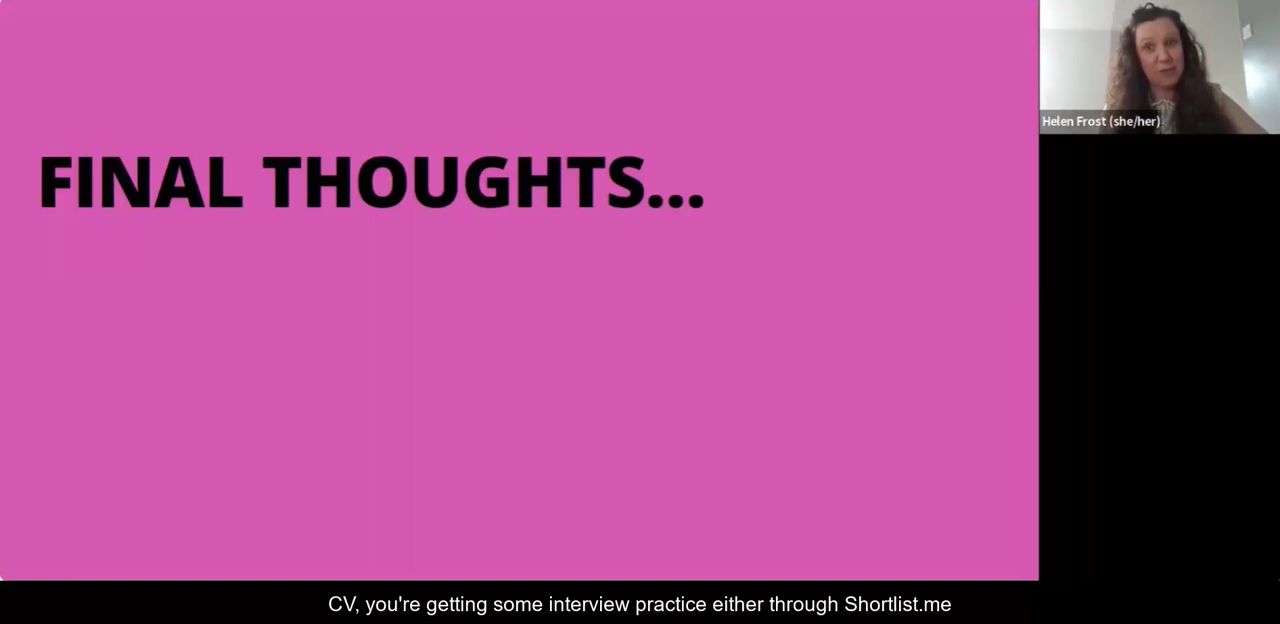 FINAL THOUGHTS...
Helen Frost (she/her)
CV, you're getting some interview practice either through Shortlist.me